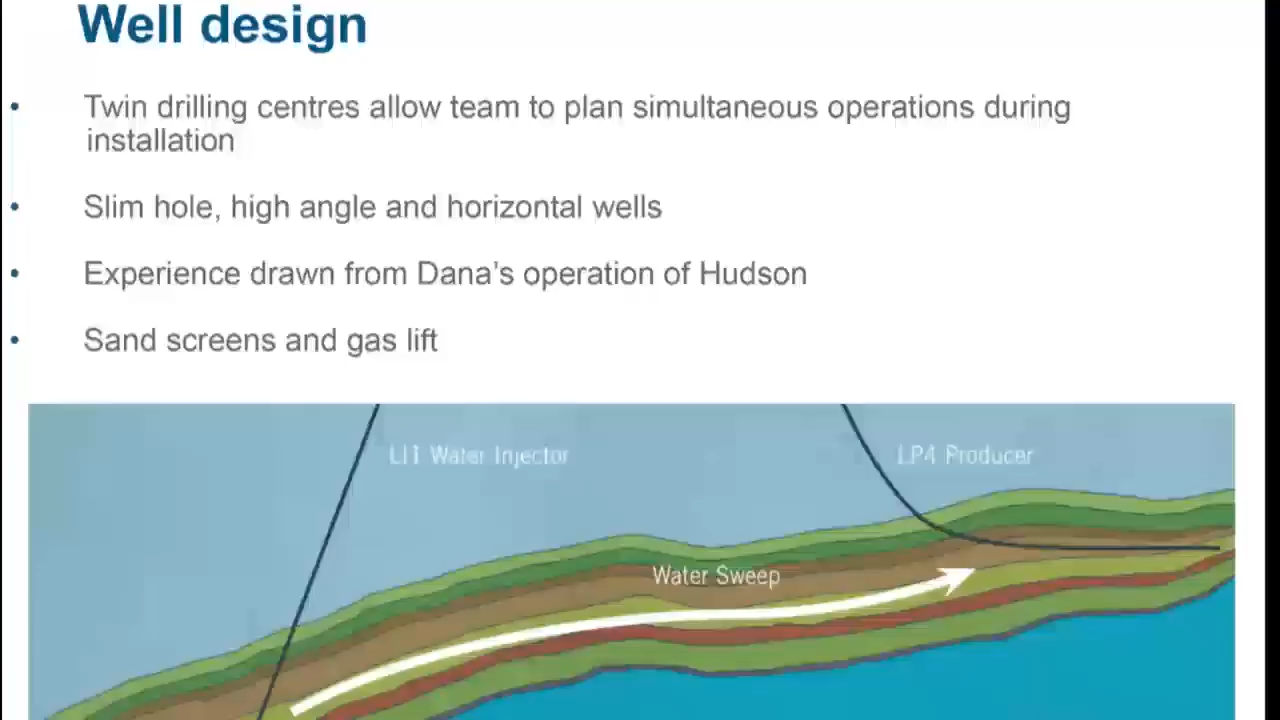 Well design
• Twin drilling centres allow team to plan simultaneous operations during
installation
• Slim hole, high angle and horizontal wells
• Experience drawn from Dana's operation of Hudson
• Sand screens and gas lift
LI1 Water Injector
LP4 Producer
Water Sweep